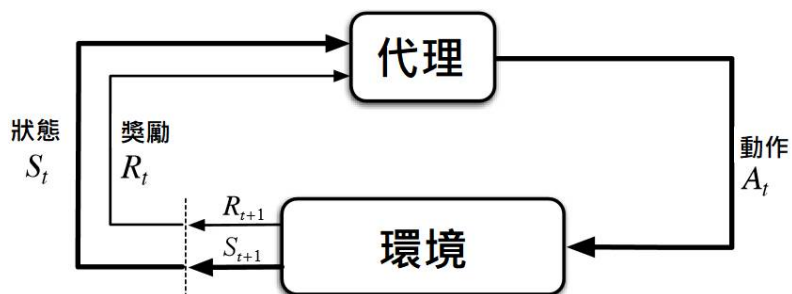 代理
狀態
S_t
獎勵
R_t
動作
A_t
R_{t+1}
S_{t+1}
環境